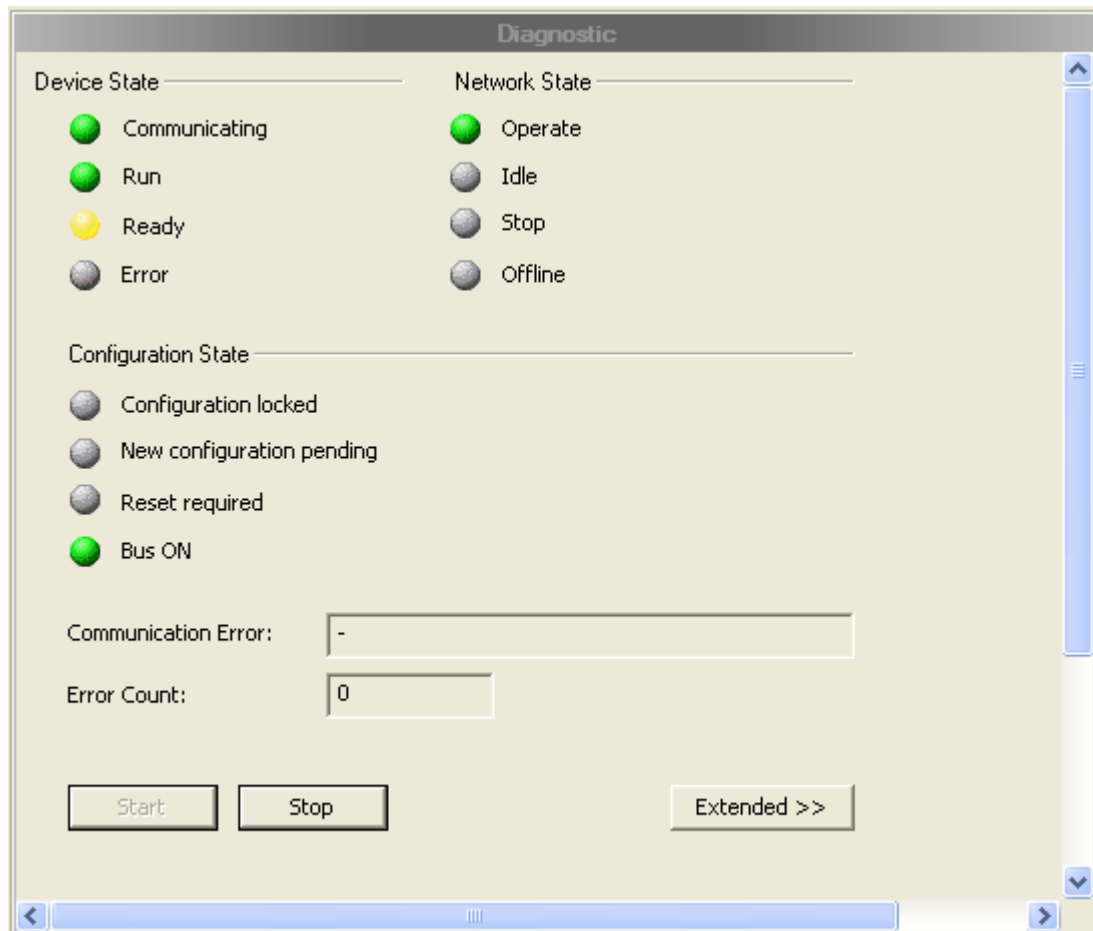 Diagnostic
Device State
Communicating
Run
Ready
Error
Network State
Operate
Idle
Stop
Offline
Configuration State
Configuration locked
New configuration pending
Reset required
Bus ON
Communication Error: -
Error Count: 0
Start Stop Extended >>